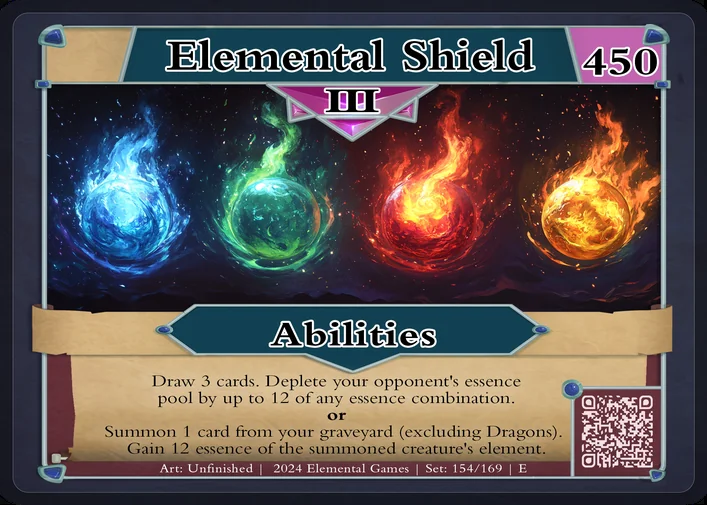 Elemental Shield
450
III
Abilities
Draw 3 cards. Deplete your opponent's essence
pool by up to 12 of any essence combination.
or
Summon 1 card from your graveyard (excluding Dragons).
Gain 12 essence of the summoned creature's element.
Art: Unfinished | 2024 Elemental Games | Set: 154/169 | E